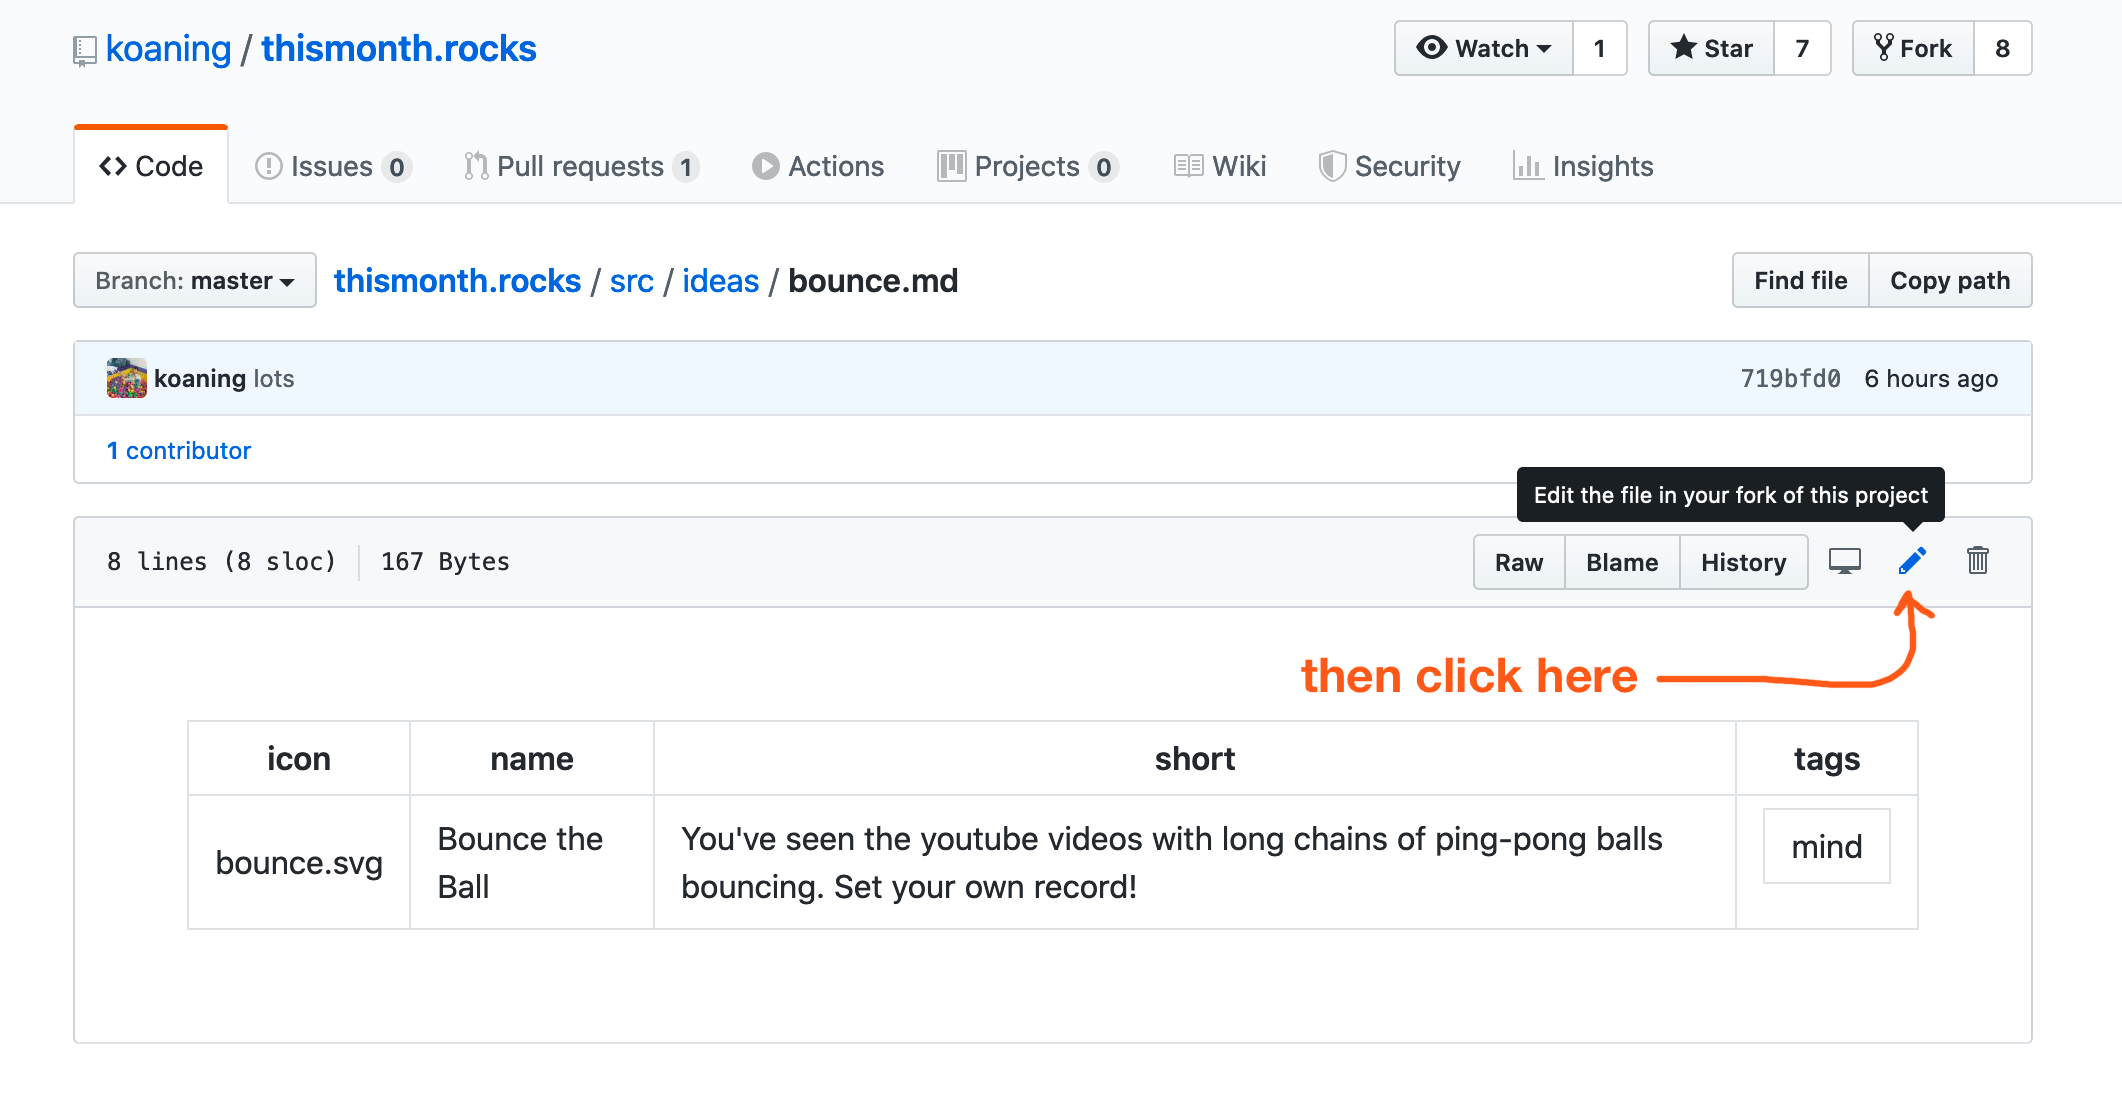 koaning / thismonth.rocks
Watch 1 Star 7 Fork 8
Code Issues 0 Pull requests 1 Actions Projects 0 Wiki Security Insights
Branch: master thismonth.rocks / src / ideas / bounce.md Find file Copy path
koaning lots 719bfd0 6 hours ago
1 contributor
Edit the file in your fork of this project
8 lines (8 sloc) 167 Bytes Raw Blame History
then click here
icon name short tags
bounce.svg
Bounce the
Ball
You've seen the youtube videos with long chains of ping-pong balls
bouncing. Set your own record!
mind